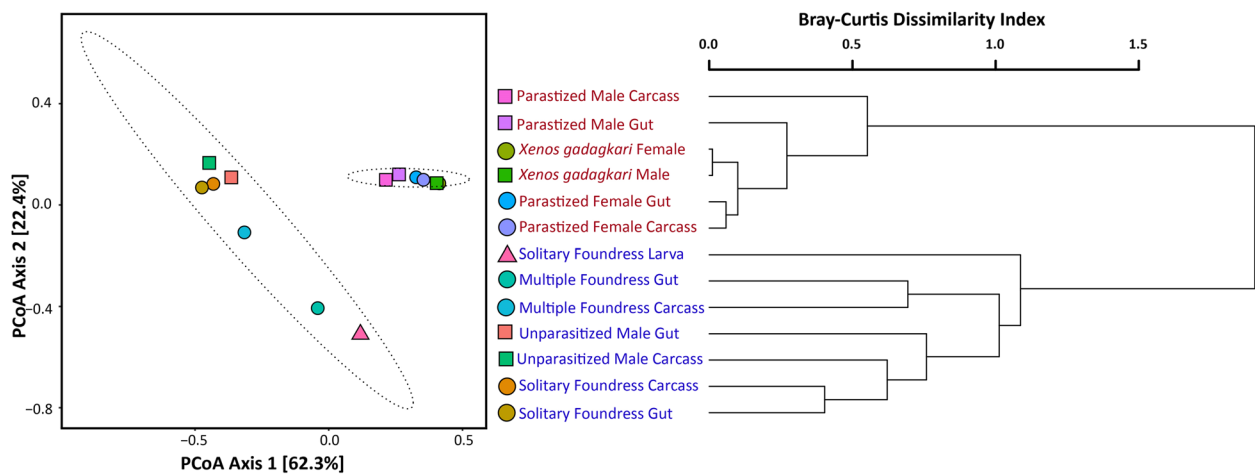 Bray-Curtis Dissimilarity Index
0.0 0.5 1.0 1.5
0.4
0.0
−0.4
−0.8
PCoA Axis 2 [22.4%]
−0.5 0.0 0.5
PCoA Axis 1 [62.3%]
Parastized Male Carcass
Parastized Male Gut
Xenos gadagkari Female
Xenos gadagkari Male
Parastized Female Gut
Parastized Female Carcass
Solitary Foundress Larva
Multiple Foundress Gut
Multiple Foundress Carcass
Unparasitized Male Gut
Unparasitized Male Carcass
Solitary Foundress Carcass
Solitary Foundress Gut